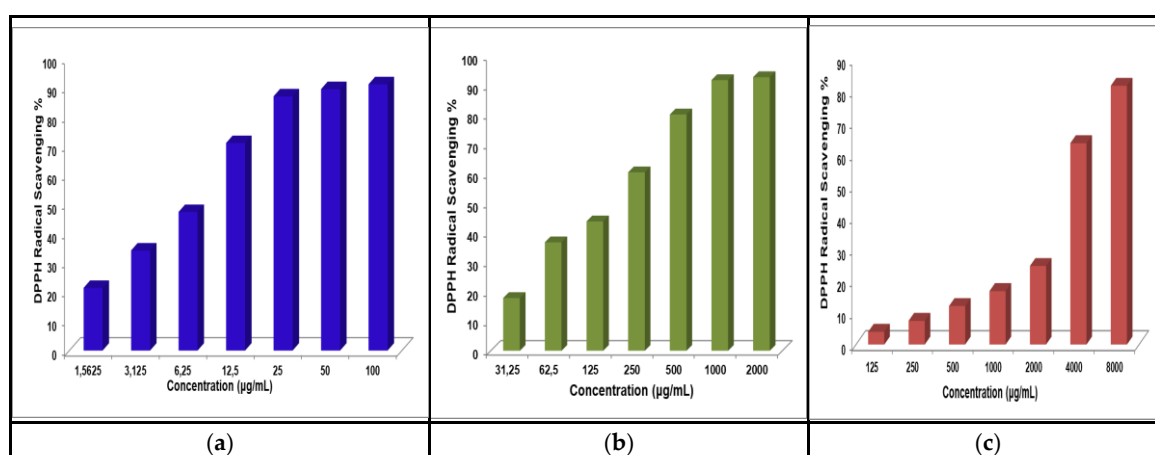 DPPH Radical Scavenging %
100
90
80
70
60
50
40
30
20
10
0
1,5625 3,125 6,25 12,5 25 50 100
Concentration (µg/mL)
(a)
DPPH Radical Scavenging %
100
90
80
70
60
50
40
30
20
10
0
31,25 62,5 125 250 500 1000 2000
Concentration (µg/mL)
(b)
DPPH Radical Scavenging %
90
80
70
60
50
40
30
20
10
0
125 250 500 1000 2000 4000 8000
Concentration (µg/mL)
(c)